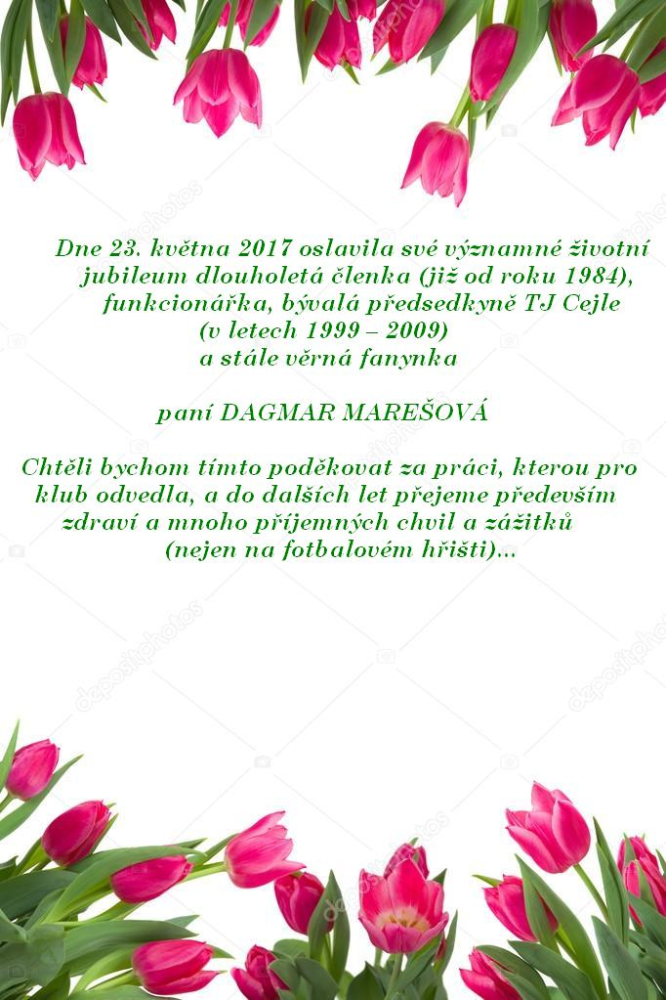 Dne 23. května 2017 oslavila své významné životní
jubileum dlouholetá členka (již od roku 1984),
funkcionářka, bývalá předsedkyně TJ Cejle
(v letech 1999 – 2009)
a stále věrná fanynka
paní DAGMAR MAREŠOVÁ
Chtěli bychom tímto poděkovat za práci, kterou pro
klub odvedla, a do dalších let přejeme především
zdraví a mnoho příjemných chvil a zážitků
(nejen na fotbalovém hřišti)...
depositphotos